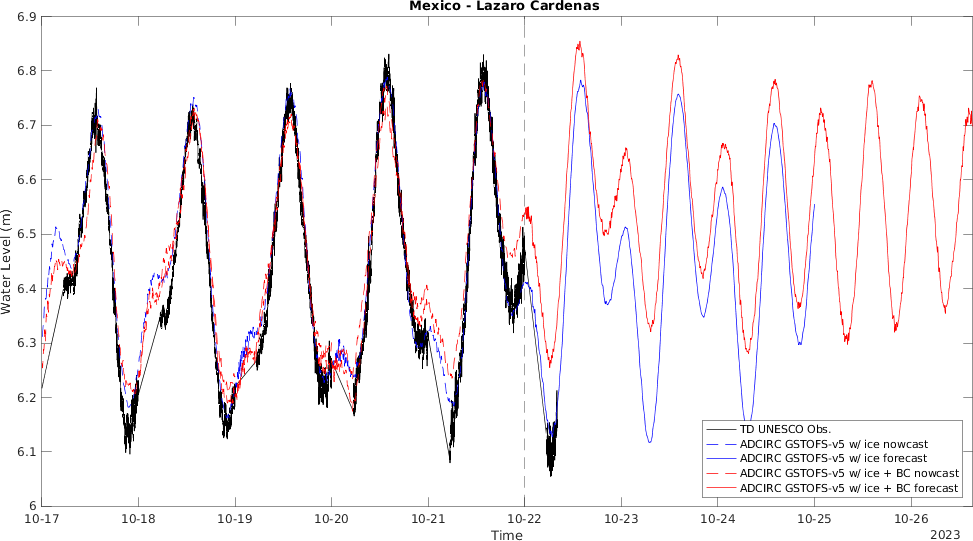 Mexico - Lazaro Cardenas
Water Level (m)
6.9
6.8
6.7
6.6
6.5
6.4
6.3
6.2
6.1
6
10-17
10-18
10-19
10-20
10-21
10-22
10-23
10-24
10-25
10-26
Time
2023
TD UNESCO Obs.
ADCIRC GSTOFS-v5 w/ ice nowcast
ADCIRC GSTOFS-v5 w/ ice forecast
ADCIRC GSTOFS-v5 w/ ice + BC nowcast
ADCIRC GSTOFS-v5 w/ ice + BC forecast